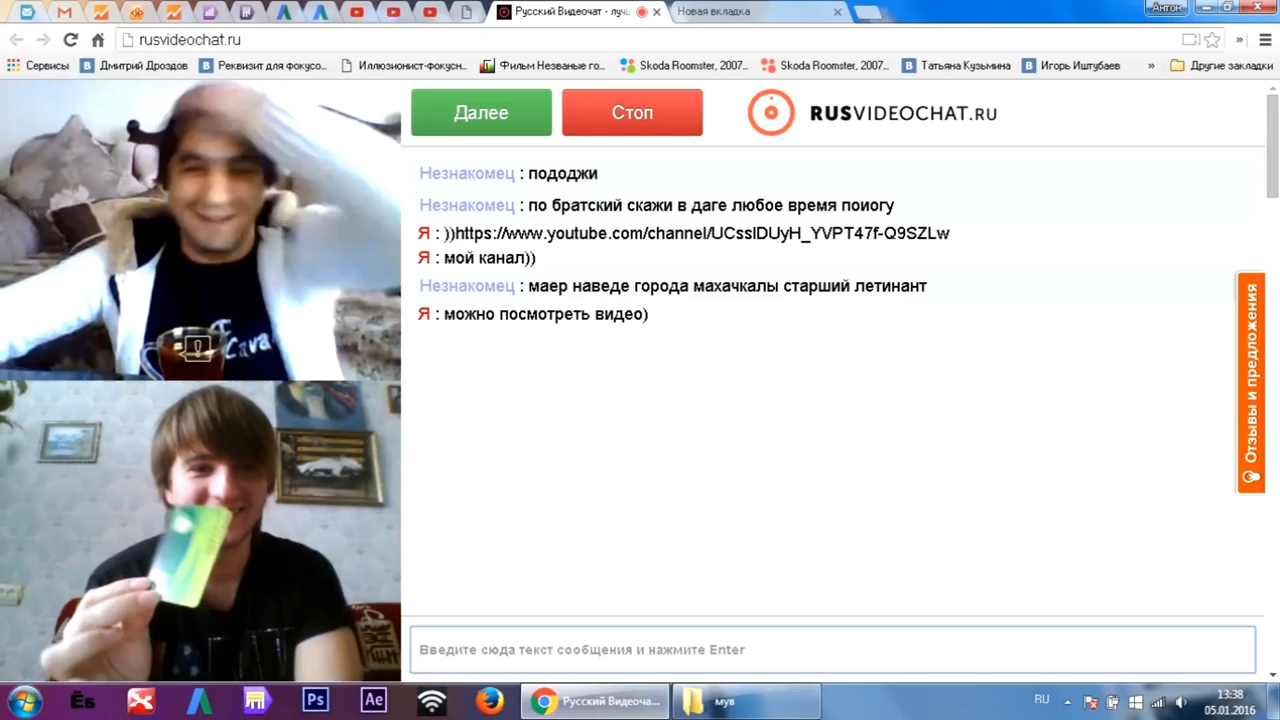 Русский Видеочат - лучш
Новая вкладка
Антон
rusvideochat.ru
Сервисы
Дмитрий Дроздов
Реквизит для фокусо...
Иллюзионист-фокусн...
Фильм Незваные го...
Skoda Roomster, 2007...
Skoda Roomster, 2007...
Татьяна Кузьмина
Игорь Иштубаев
»
Другие закладки
Далее
Стоп
RUSVIDEOCHAT.RU
Незнакомец : пододжи
Незнакомец : по братский скажи в даге любое время поиогу
Я : ))https://www.youtube.com/channel/UCsslDUyH_YVPT47f-Q9SZLw
Я : мой канал))
Незнакомец : маер наведе города махачкалы старший летинант
Я : можно посмотреть видео)
Отзывы и предложения
Cava
Введите сюда текст сообщения и нажмите Enter
Ёб
Ps
Ae
Русский Видеоча...
мув
RU
13:38
05.01.2016